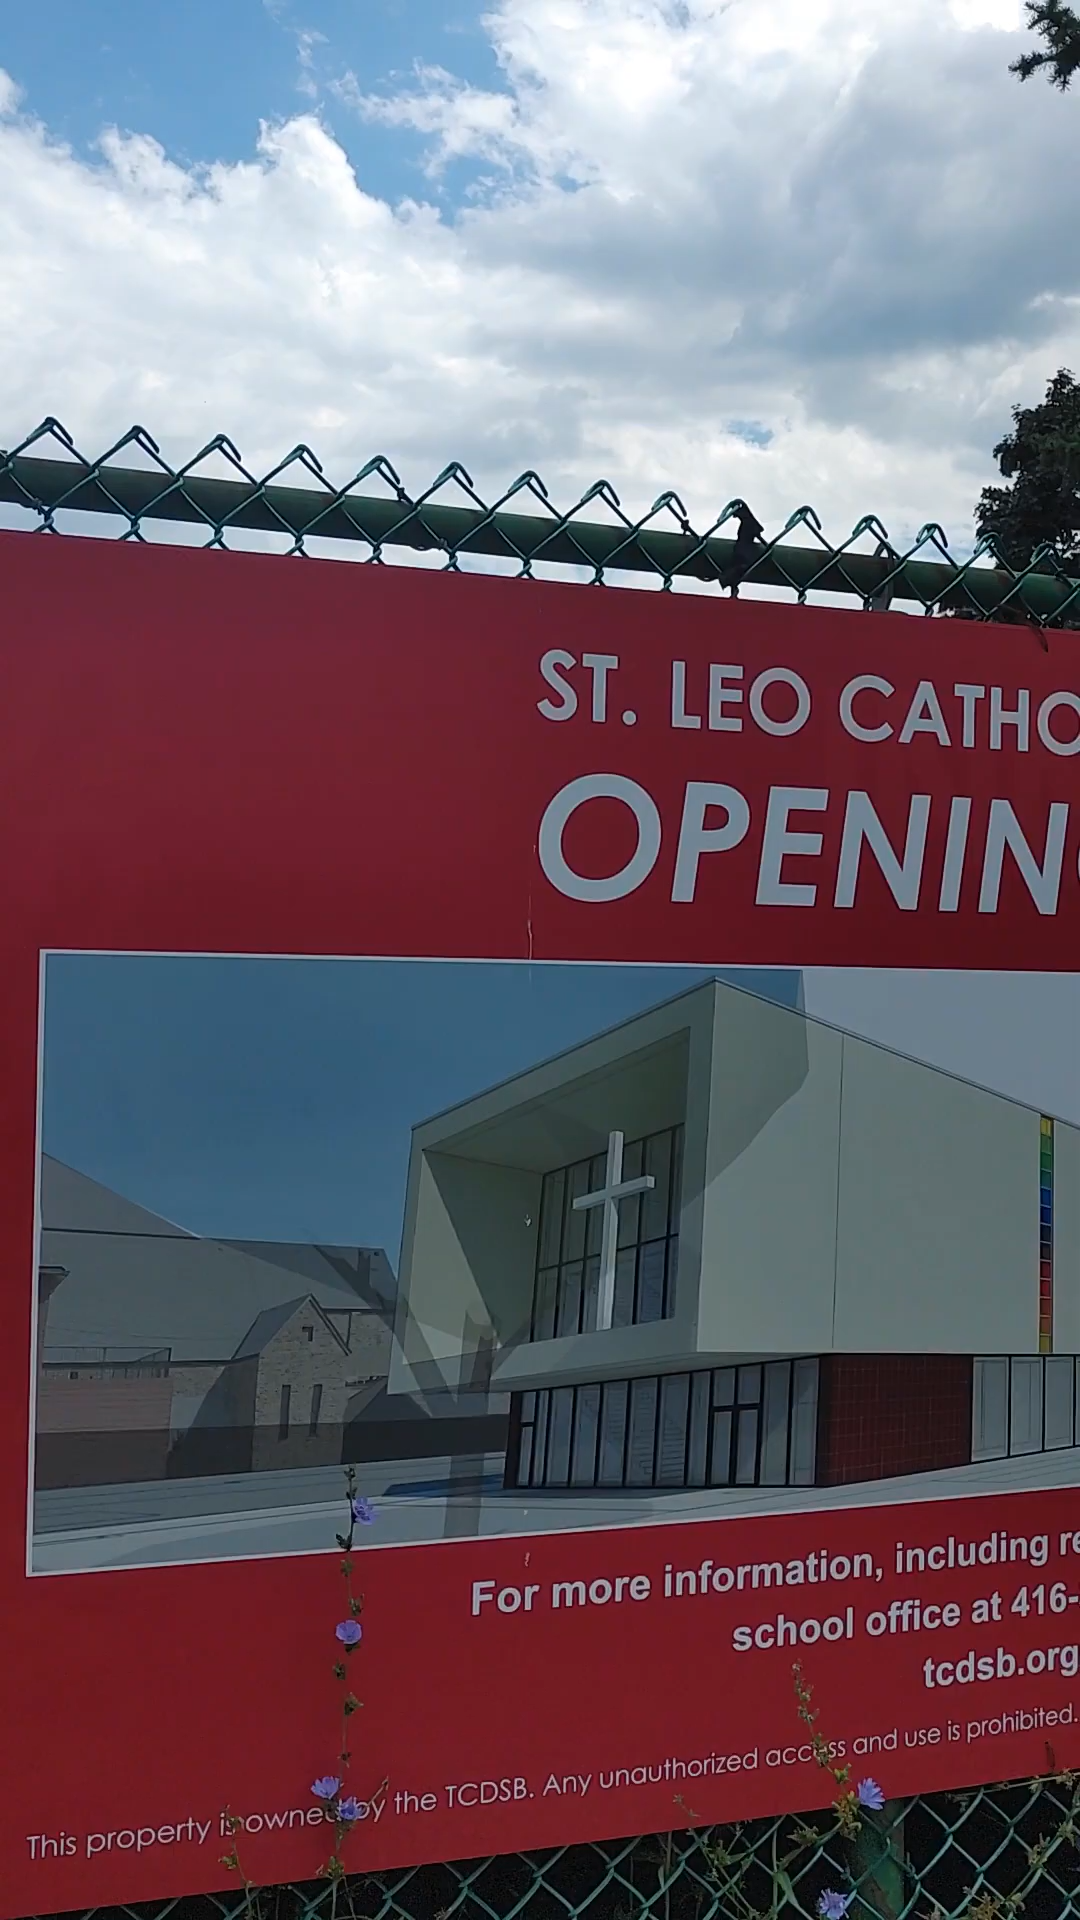 ST. LEO CATHO
OPENING
For more information, including re
school office at 416-
tcdsb.org
This property is owned by the TCDSB. Any unauthorized access and use is prohibited.